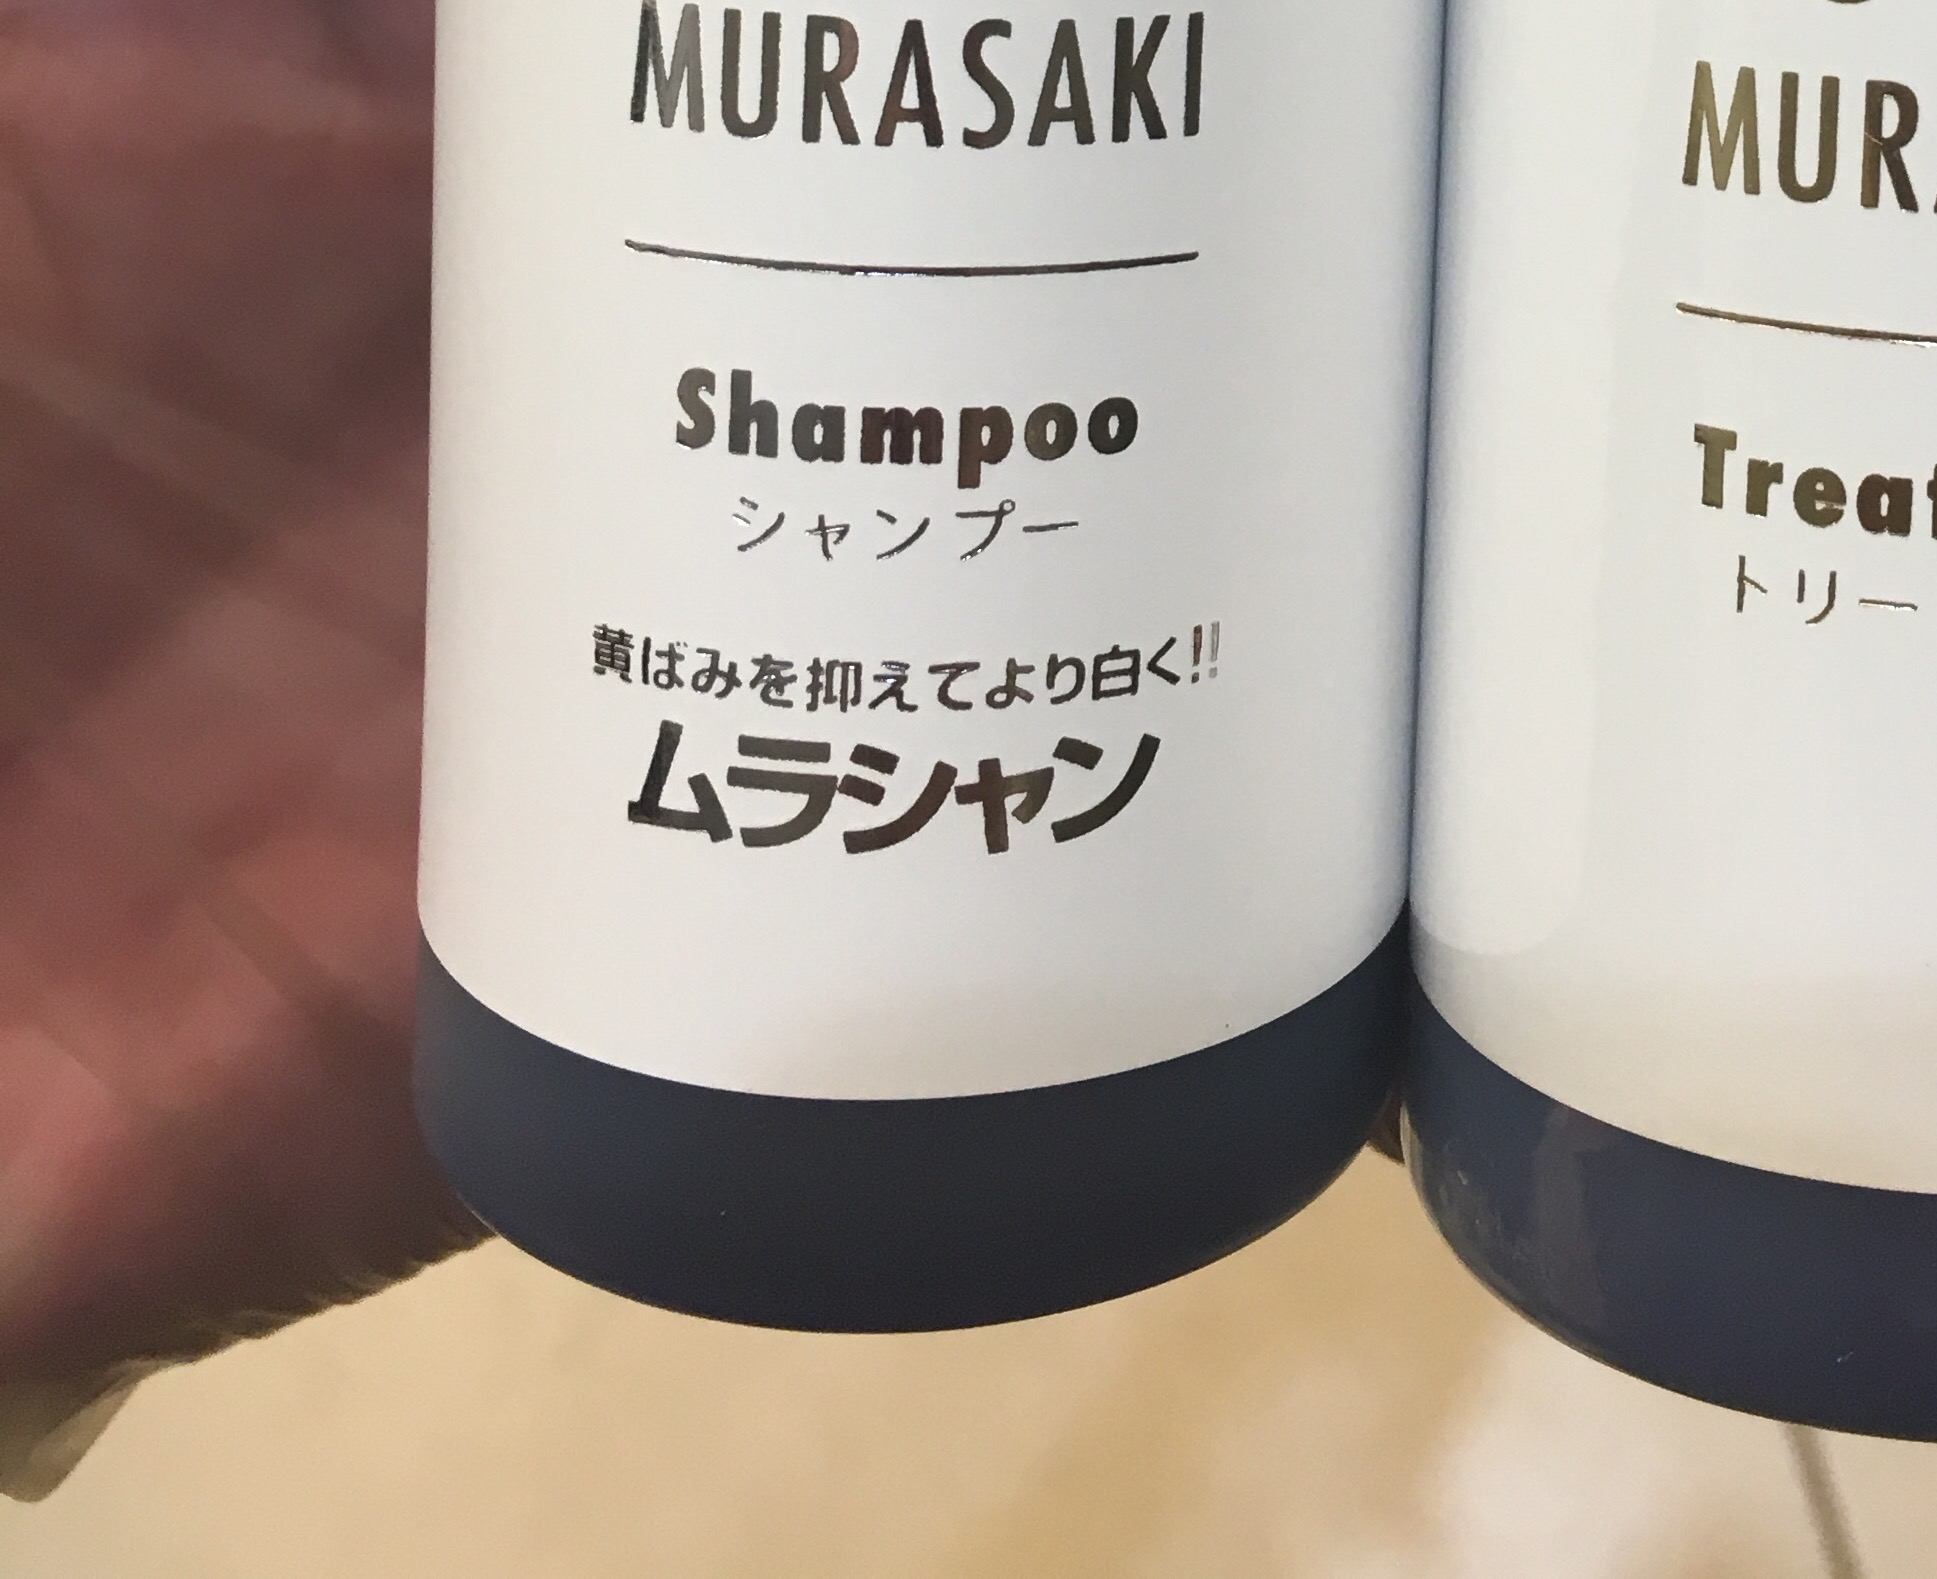 MURASAKI
Shampoo
シャンプー
黄ばみを抑えてより白く!!
ムラシャン
MUR
Treat
トリー